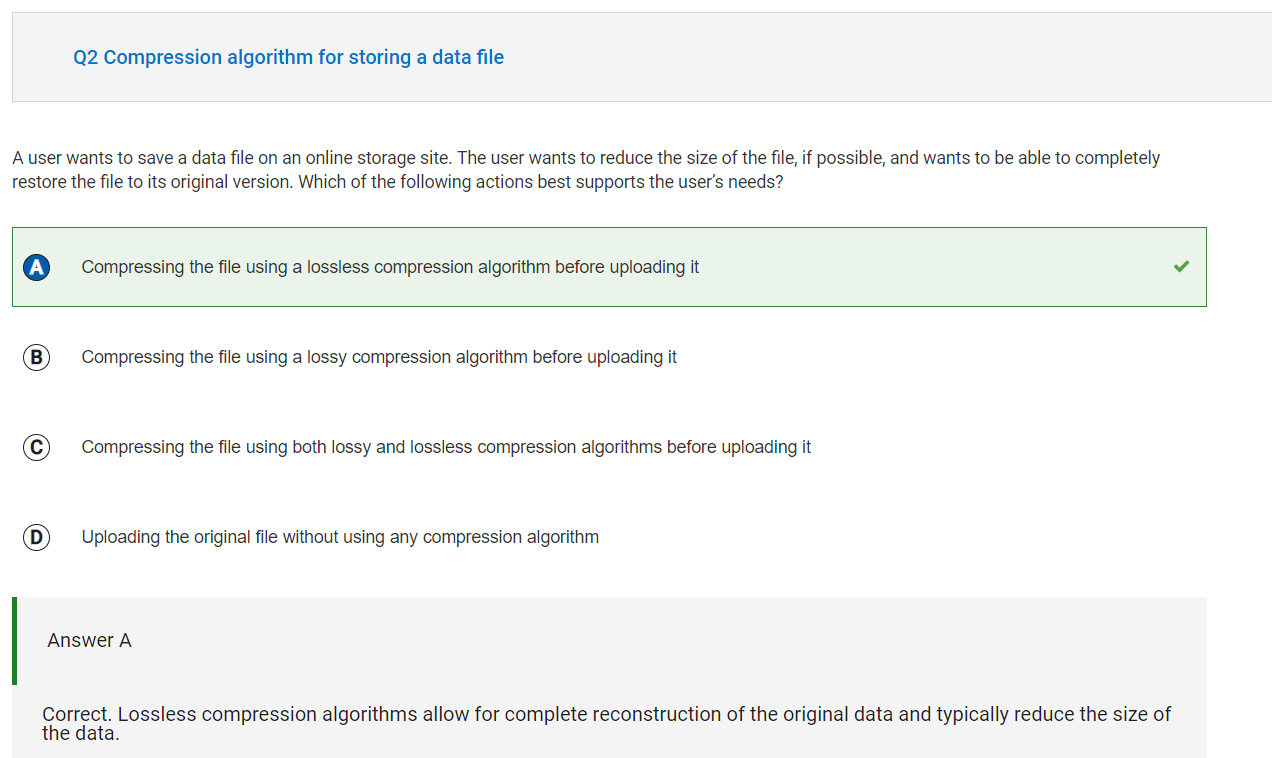 Q2 Compression algorithm for storing a data file
A user wants to save a data file on an online storage site. The user wants to reduce the size of the file, if possible, and wants to be able to completely
restore the file to its original version. Which of the following actions best supports the user's needs?
A Compressing the file using a lossless compression algorithm before uploading it
B Compressing the file using a lossy compression algorithm before uploading it
C Compressing the file using both lossy and lossless compression algorithms before uploading it
D Uploading the original file without using any compression algorithm
Answer A
Correct. Lossless compression algorithms allow for complete reconstruction of the original data and typically reduce the size of
the data.